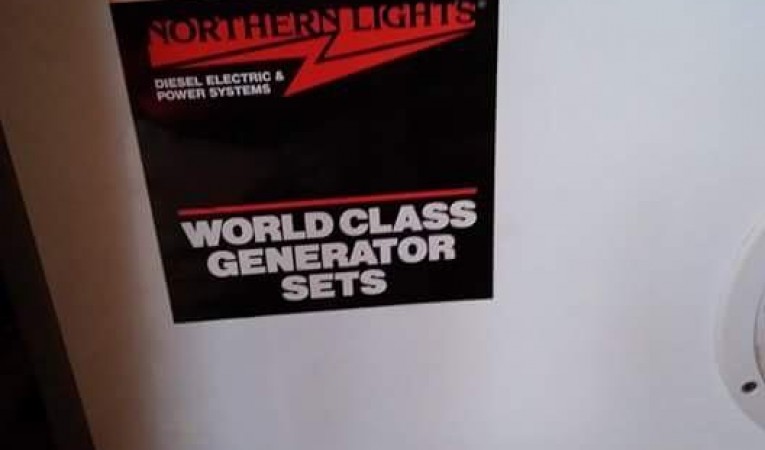 NORTHERN LIGHTS®
DIESEL ELECTRIC &
POWER SYSTEMS
WORLD CLASS
GENERATOR
SETS